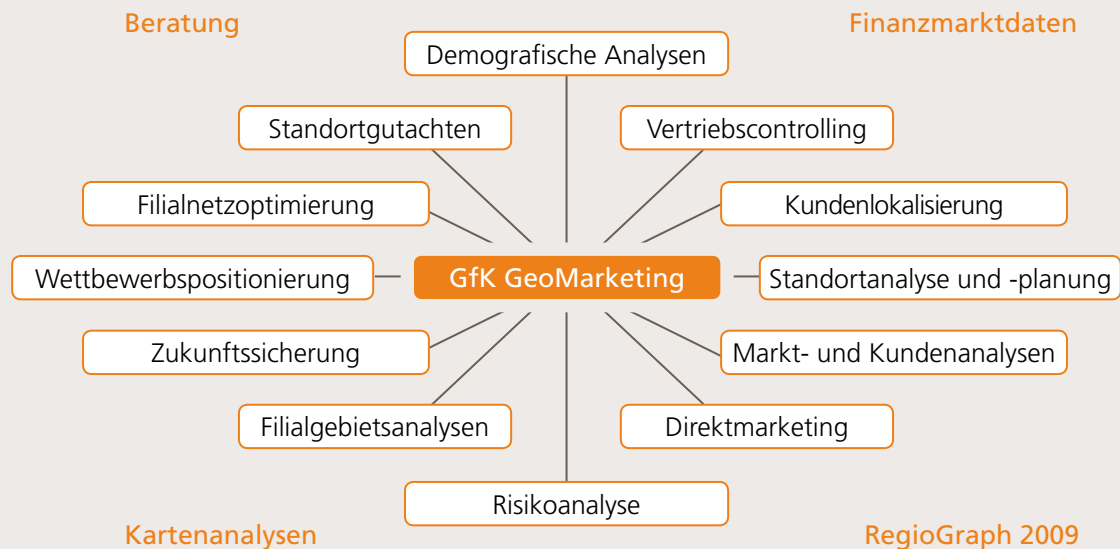 Beratung
Finanzmarktdaten
Demografische Analysen
Standortgutachten
Vertriebscontrolling
Filialnetzoptimierung
Kundenlokalisierung
Wettbewerbspositionierung
GfK GeoMarketing
Standortanalyse und -planung
Zukunftssicherung
Markt- und Kundenanalysen
Filialgebietsanalysen
Direktmarketing
Risikoanalyse
Kartenanalysen
RegioGraph 2009